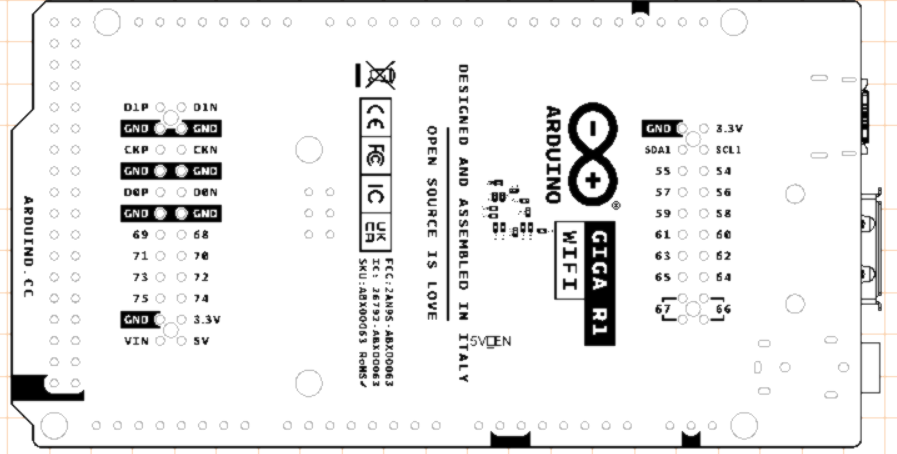 ARDUINO.CC
D1P D1N
GND GND
CKP CKN
GND GND
D0P D0N
GND GND
69 68
71 70
73 72
75 74
GND 3.3V
VIN 5V
CE
FC
IC
UK
CA
FCC:2AN9S-ABX00063
IC: 26792-ABX00063
SKU:ABX00063 RoHS✓
DESIGNED AND ASSEMBLED IN ITALY
OPEN SOURCE IS LOVE
5V EN
ARDUINO
®
GIGA R1
WIFI
GND 3.3V
SDA1 SCL1
55 54
57 56
59 58
61 60
63 62
65 64
67 66